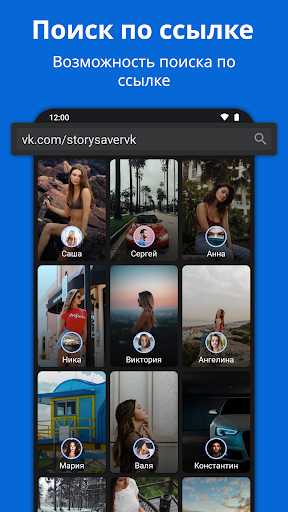 Поиск по ссылке
Возможность поиска по
ссылке
12:00
vk.com/storysavervk
Саша
Сергей
Анна
Ника
Виктория
Ангелина
Мария
Валя
Константин